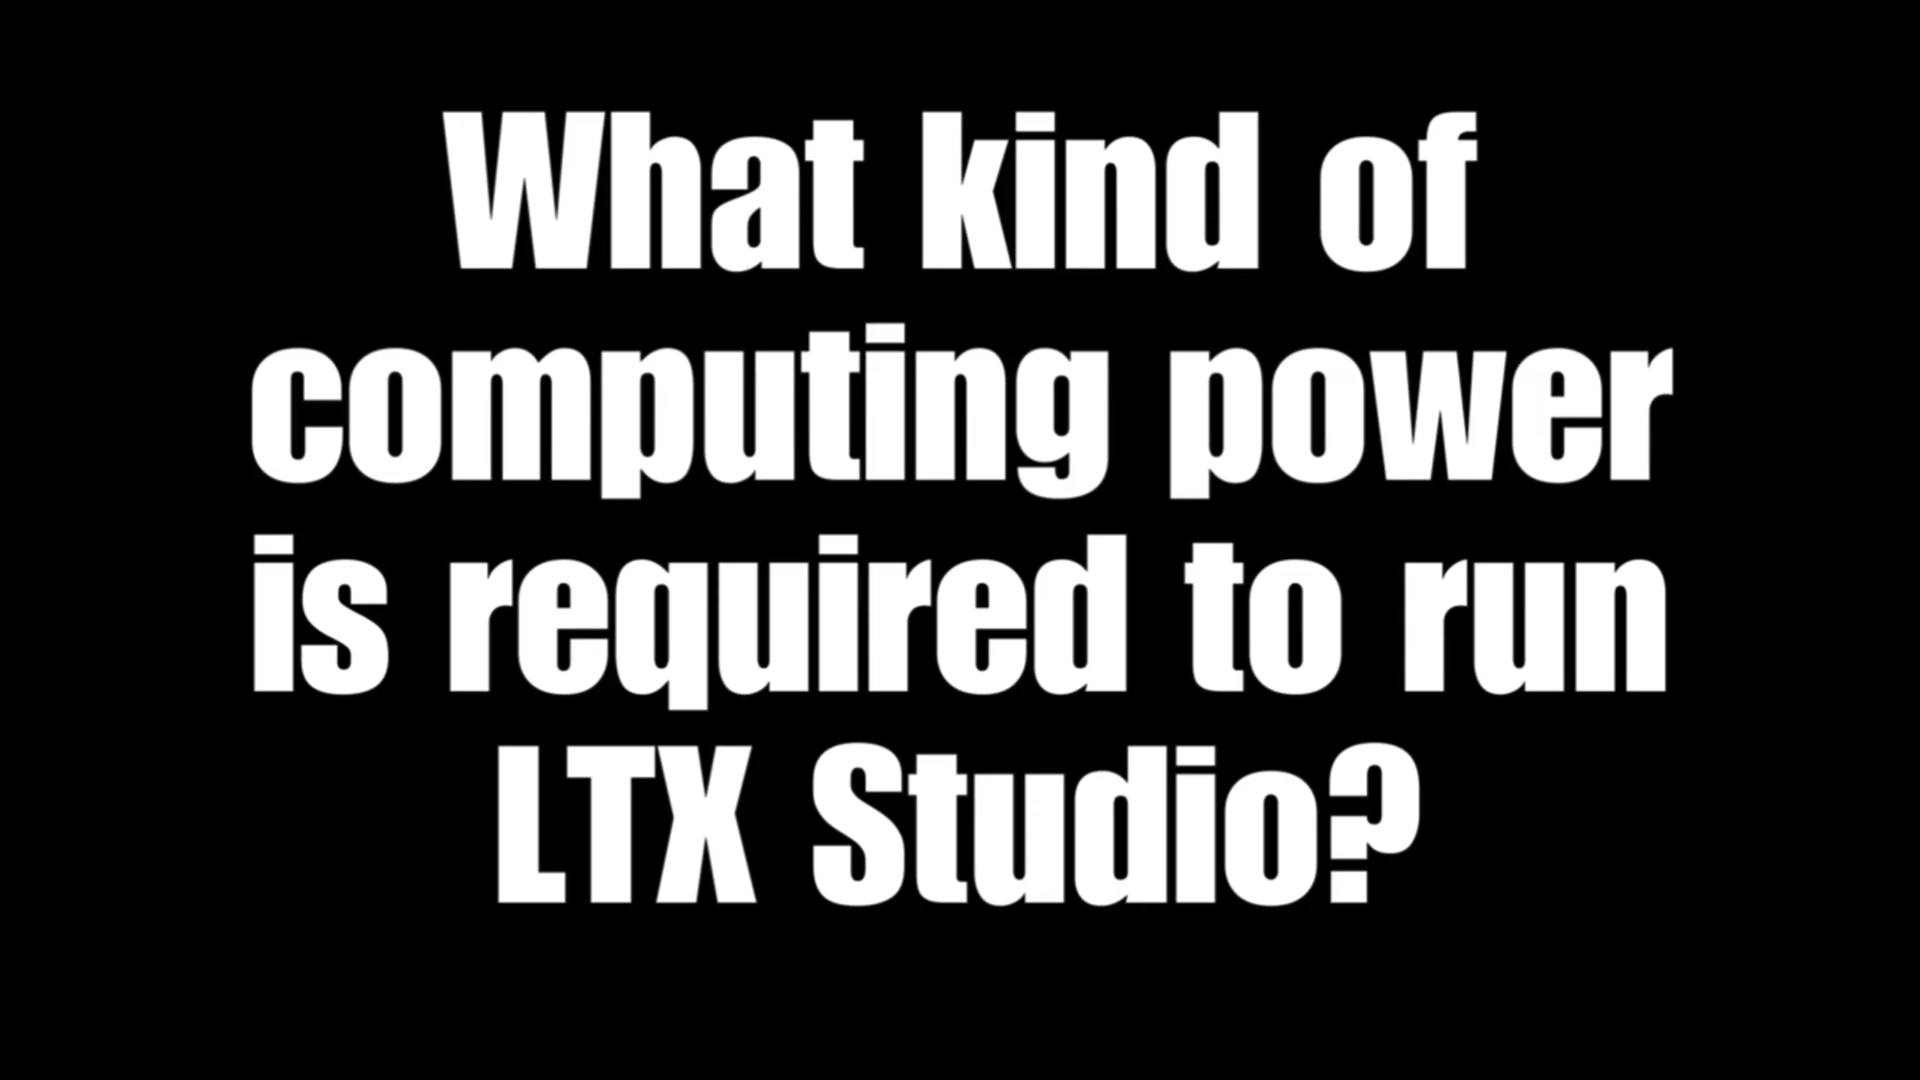 What kind of
computing power
is required to run
LTX Studio?